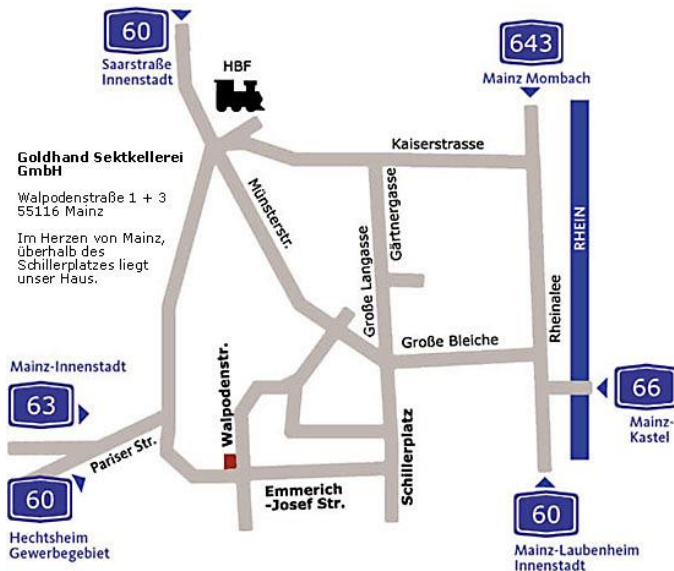 60
Saarstraße
Innenstadt
HBF
643
Mainz Mombach
Kaiserstrasse
Goldhand Sektkellerei
GmbH
Walpodenstraße 1 + 3
55116 Mainz
Im Herzen von Mainz,
überhalb des
Schillerplatzes liegt
unser Haus.
Münsterstr.
Große Langasse
Gärtnergasse
RHEIN
Rheinalee
Große Bleiche
Mainz-Innenstadt
63
Walpodenstr.
66
Mainz-
Kastel
Pariser Str.
Schillerplatz
60
Hechtsheim
Gewerbegebiet
Emmerich
-Josef Str.
60
Mainz-Laubenheim
Innenstadt